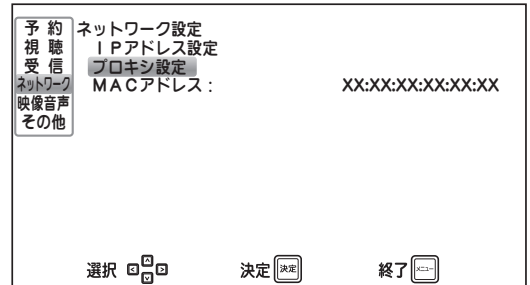 予 約
視 聴
受 信
ネットワーク
映像音声
その他
ネットワーク設定
ＩＰアドレス設定
プロキシ設定
ＭＡＣアドレス： XX:XX:XX:XX:XX:XX
選択 決定 決定 終了 メニュー